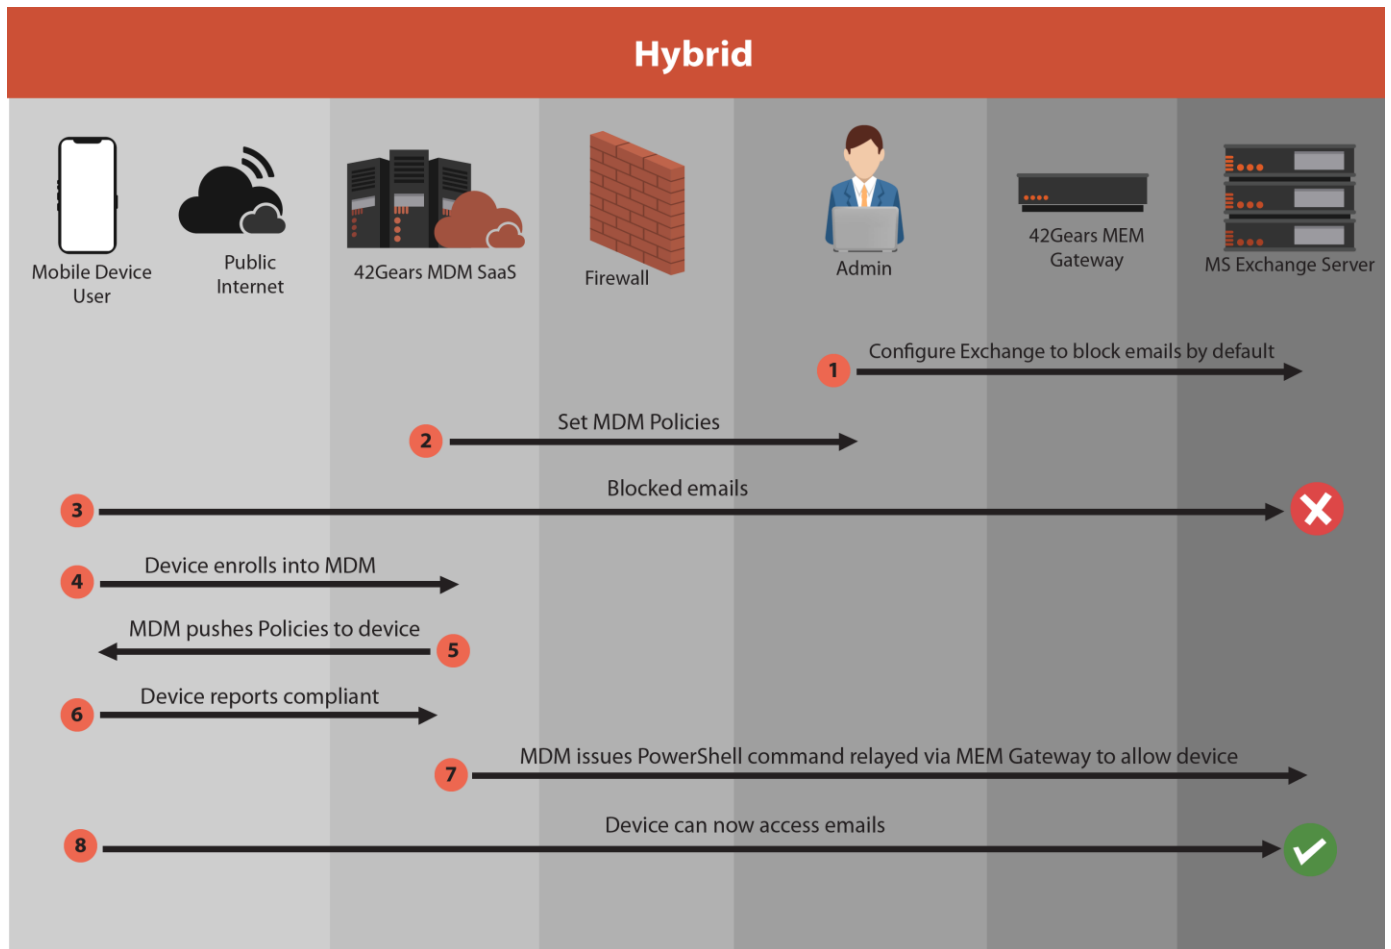 Hybrid
Mobile Device
User
Public
Internet
42Gears MDM SaaS
Firewall
Admin
42Gears MEM
Gateway
MS Exchange Server
1
Configure Exchange to block emails by default
2
Set MDM Policies
3
Blocked emails
4
Device enrolls into MDM
MDM pushes Policies to device
5
6
Device reports compliant
7
MDM issues PowerShell command relayed via MEM Gateway to allow device
8
Device can now access emails